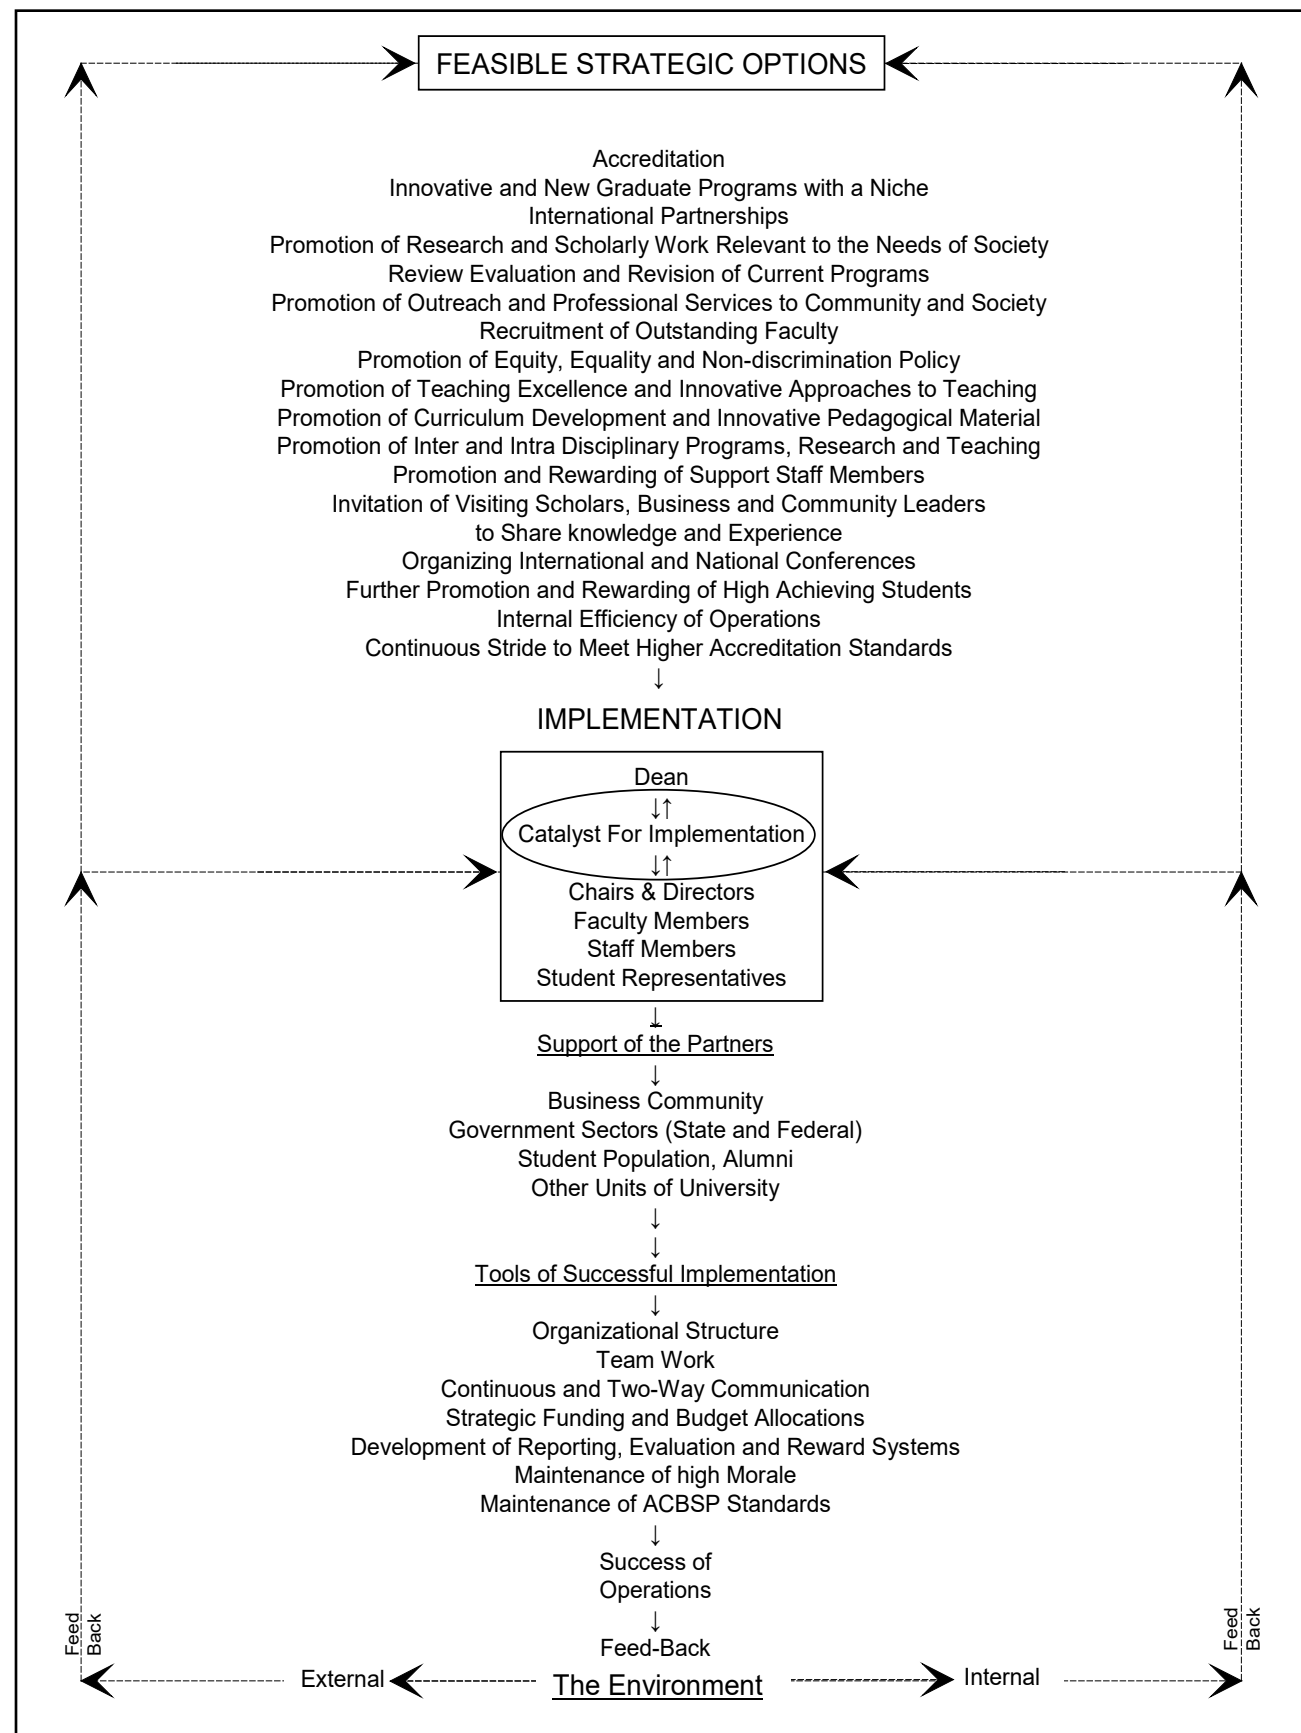 FEASIBLE STRATEGIC OPTIONS
Accreditation
Innovative and New Graduate Programs with a Niche
International Partnerships
Promotion of Research and Scholarly Work Relevant to the Needs of Society
Review Evaluation and Revision of Current Programs
Promotion of Outreach and Professional Services to Community and Society
Recruitment of Outstanding Faculty
Promotion of Equity, Equality and Non-discrimination Policy
Promotion of Teaching Excellence and Innovative Approaches to Teaching
Promotion of Curriculum Development and Innovative Pedagogical Material
Promotion of Inter and Intra Disciplinary Programs, Research and Teaching
Promotion and Rewarding of Support Staff Members
Invitation of Visiting Scholars, Business and Community Leaders
to Share knowledge and Experience
Organizing International and National Conferences
Further Promotion and Rewarding of High Achieving Students
Internal Efficiency of Operations
Continuous Stride to Meet Higher Accreditation Standards
↓
IMPLEMENTATION
Dean
↓↑
Catalyst For Implementation
↓↑
Chairs & Directors
Faculty Members
Staff Members
Student Representatives
↓
Support of the Partners
↓
Business Community
Government Sectors (State and Federal)
Student Population, Alumni
Other Units of University
↓
↓
Tools of Successful Implementation
↓
Organizational Structure
Team Work
Continuous and Two-Way Communication
Strategic Funding and Budget Allocations
Development of Reporting, Evaluation and Reward Systems
Maintenance of high Morale
Maintenance of ACBSP Standards
↓
Success of
Operations
↓
Feed-Back
Feed
Back
Feed
Back
External
The Environment
Internal